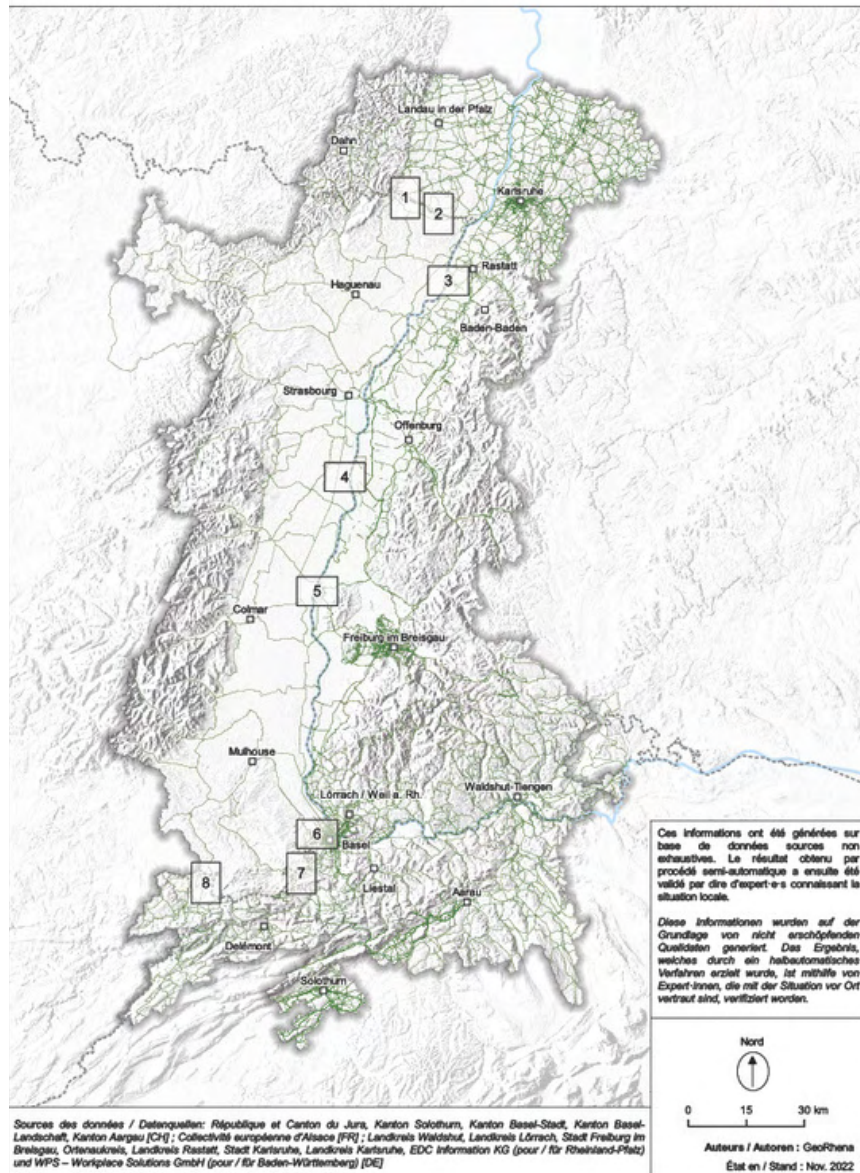 Landau in der Pfalz
Dahn
1
2
Karlsruhe
3
Rastatt
Haguenau
Baden-Baden
Strasbourg
Offenburg
4
5
Colmar
Freiburg im Breisgau
Mulhouse
Lörrach / Weil a. Rh.
Waldshut-Tiengen
6
Basel
7
8
Liestal
Aarau
Delémont
Solothurn
Ces informations ont été générées sur
base de données sources non
exhaustives. Le résultat obtenu par
procédé semi-automatique a ensuite été
validé par dire d'expert·e·s connaissant la
situation locale.
Diese Informationen wurden auf der
Grundlage von nicht erschöpfenden
Quelldaten generiert. Das Ergebnis,
welches durch ein halbautomatisches
Verfahren erzielt wurde, ist mithilfe von
Expert·innen, die mit der Situation vor Ort
vertraut sind, verifiziert worden.
Nord
0 15 30 km
Auteurs / Autoren : GeoRhena
État en / Stand : Nov. 2022
Sources des données / Datenquellen: République et Canton du Jura, Kanton Solothurn, Kanton Basel-Stadt, Kanton Basel-
Landschaft, Kanton Aargau [CH] ; Collectivité européenne d'Alsace [FR] ; Landkreis Waldshut, Landkreis Lörrach, Stadt Freiburg im
Breisgau, Ortenaukreis, Landkreis Rastatt, Stadt Karlsruhe, Landkreis Karlsruhe, EDC Information KG (pour / für Rheinland-Pfalz)
und WPS – Workplace Solutions GmbH (pour / für Baden-Württemberg) [DE]